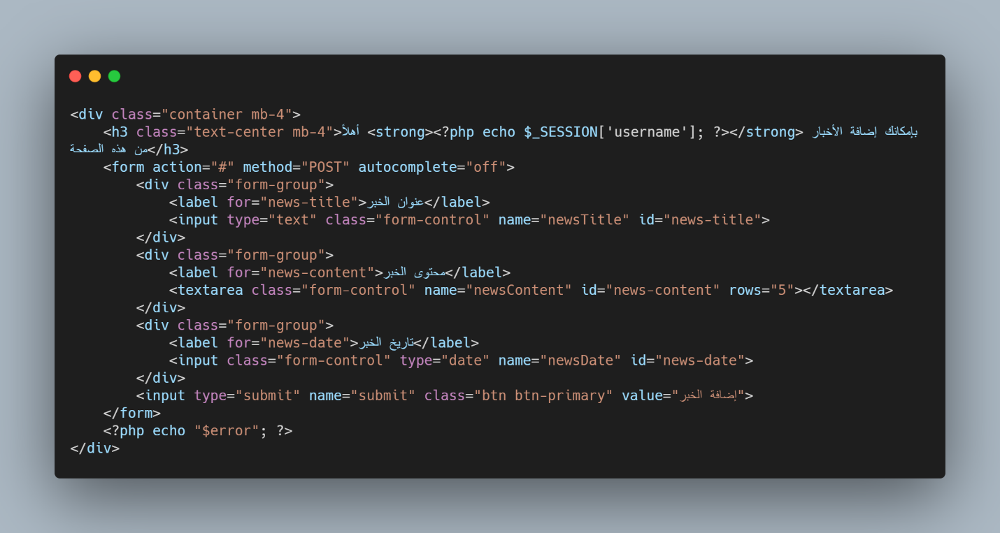 <div class="container mb-4">
    <h3 class="text-center mb-4">أهلاً <strong><?php echo $_SESSION['username']; ?></strong> بإمكانك إضافة الأخبار
من هذه الصفحة</h3>
    <form action="#" method="POST" autocomplete="off">
        <div class="form-group">
            <label for="news-title">عنوان الخبر</label>
            <input type="text" class="form-control" name="newsTitle" id="news-title">
        </div>
        <div class="form-group">
            <label for="news-content">محتوى الخبر</label>
            <textarea class="form-control" name="newsContent" id="news-content" rows="5"></textarea>
        </div>
        <div class="form-group">
            <label for="news-date">تاريخ الخبر</label>
            <input class="form-control" type="date" name="newsDate" id="news-date">
        </div>
        <input type="submit" name="submit" class="btn btn-primary" value="إضافة الخبر">
    </form>
    <?php echo "$error"; ?>
</div>